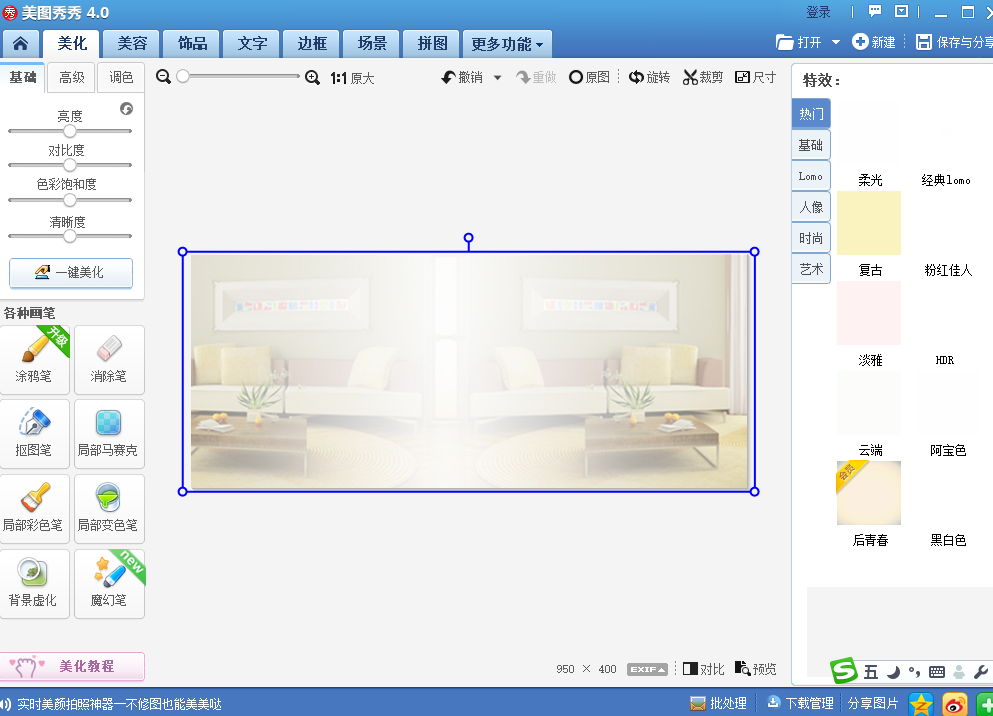 秀 美图秀秀 4.0
登录
美化 美容 饰品 文字 边框 场景 拼图 更多功能
打开 新建 保存与分享
基础 高级 调色
1:1 原大
撤销 重做 原图 旋转 裁剪 尺寸
亮度
对比度
色彩饱和度
清晰度
一键美化
各种画笔
升级
涂鸦笔 消除笔
抠图笔 局部马赛克
局部彩色笔 局部变色笔
new
背景虚化 魔幻笔
美化教程
特效：
热门
基础
Lomo
人像
时尚
艺术
柔光 经典lomo
复古 粉红佳人
淡雅 HDR
云端 阿宝色
会员
后青春 黑白色
950 × 400 EXIF 对比 预览
S 五
实时美颜拍照神器—不修图也能美美哒
批处理 下载管理 分享图片